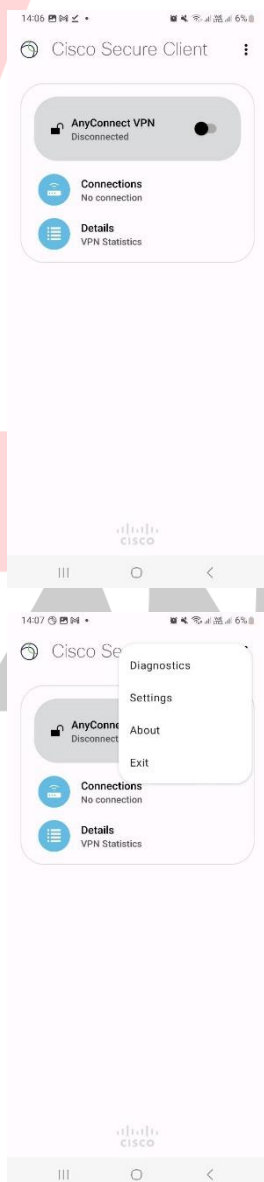 14:06
6%
Cisco Secure Client
AnyConnect VPN
Disconnected
Connections
No connection
Details
VPN Statistics
CISCO
14:07
6%
Cisco Se
Diagnostics
Settings
AnyConne
About
Disconnect
Exit
Connections
No connection
Details
VPN Statistics
CISCO